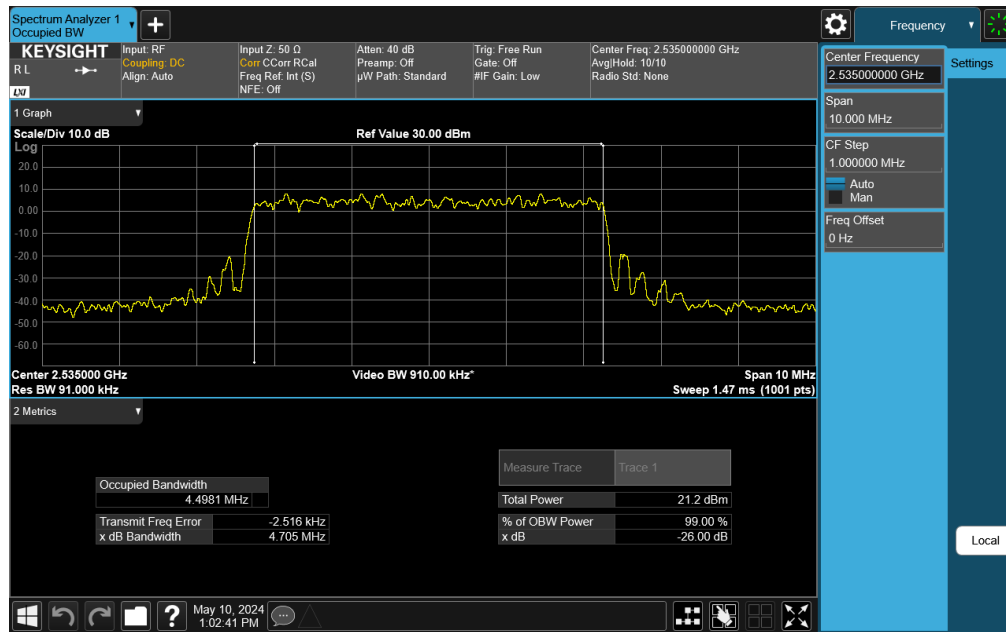 Spectrum Analyzer 1
Occupied BW
Frequency
KEYSIGHT
R L
LXI
Input: RF
Coupling: DC
Align: Auto
Input Z: 50 Ω
Corr CCorr RCal
Freq Ref: Int (S)
NFE: Off
Atten: 40 dB
Preamp: Off
µW Path: Standard
Trig: Free Run
Gate: Off
#IF Gain: Low
Center Freq: 2.535000000 GHz
Avg|Hold: 10/10
Radio Std: None
Center Frequency
2.535000000 GHz
Settings
Span
10.000 MHz
CF Step
1.000000 MHz
Auto
Man
Freq Offset
0 Hz
Local
1 Graph
Scale/Div 10.0 dB
Ref Value 30.00 dBm
Log
20.0
10.0
0.00
-10.0
-20.0
-30.0
-40.0
-50.0
-60.0
Center 2.535000 GHz
Video BW 910.00 kHz*
Span 10 MHz
Res BW 91.000 kHz
Sweep 1.47 ms (1001 pts)
2 Metrics
Measure Trace
Trace 1
Occupied Bandwidth
4.4981 MHz
Total Power
21.2 dBm
Transmit Freq Error
-2.516 kHz
% of OBW Power
99.00 %
x dB Bandwidth
4.705 MHz
x dB
-26.00 dB
?
May 10, 2024
1:02:41 PM